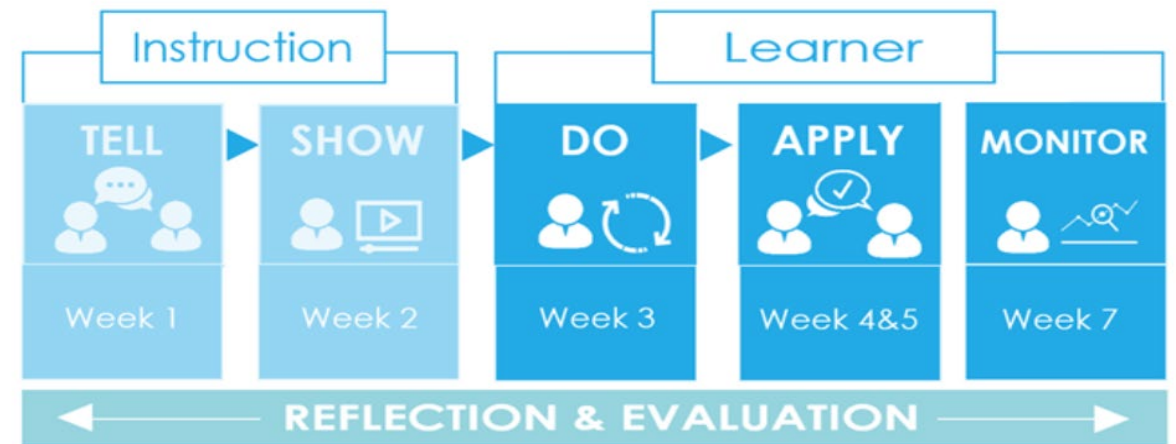 Instruction
Learner
TELL
SHOW
DO
APPLY
MONITOR
Week 1
Week 2
Week 3
Week 4&5
Week 7
REFLECTION & EVALUATION